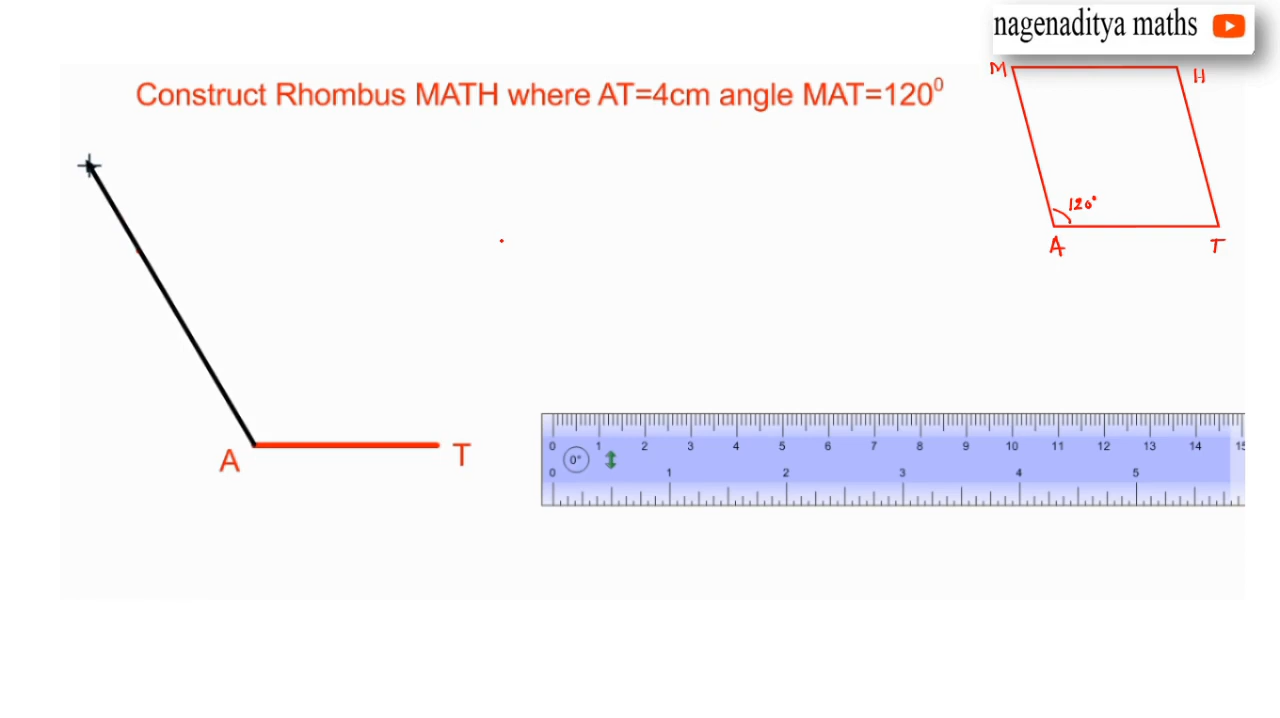 nagenaditya maths
M H
Construct Rhombus MATH where AT=4cm angle MAT=120⁰
120°
A T
A T
0 1 2 3 4 5 6 7 8 9 10 11 12 13 14 15
0°
0 1 2 3 4 5